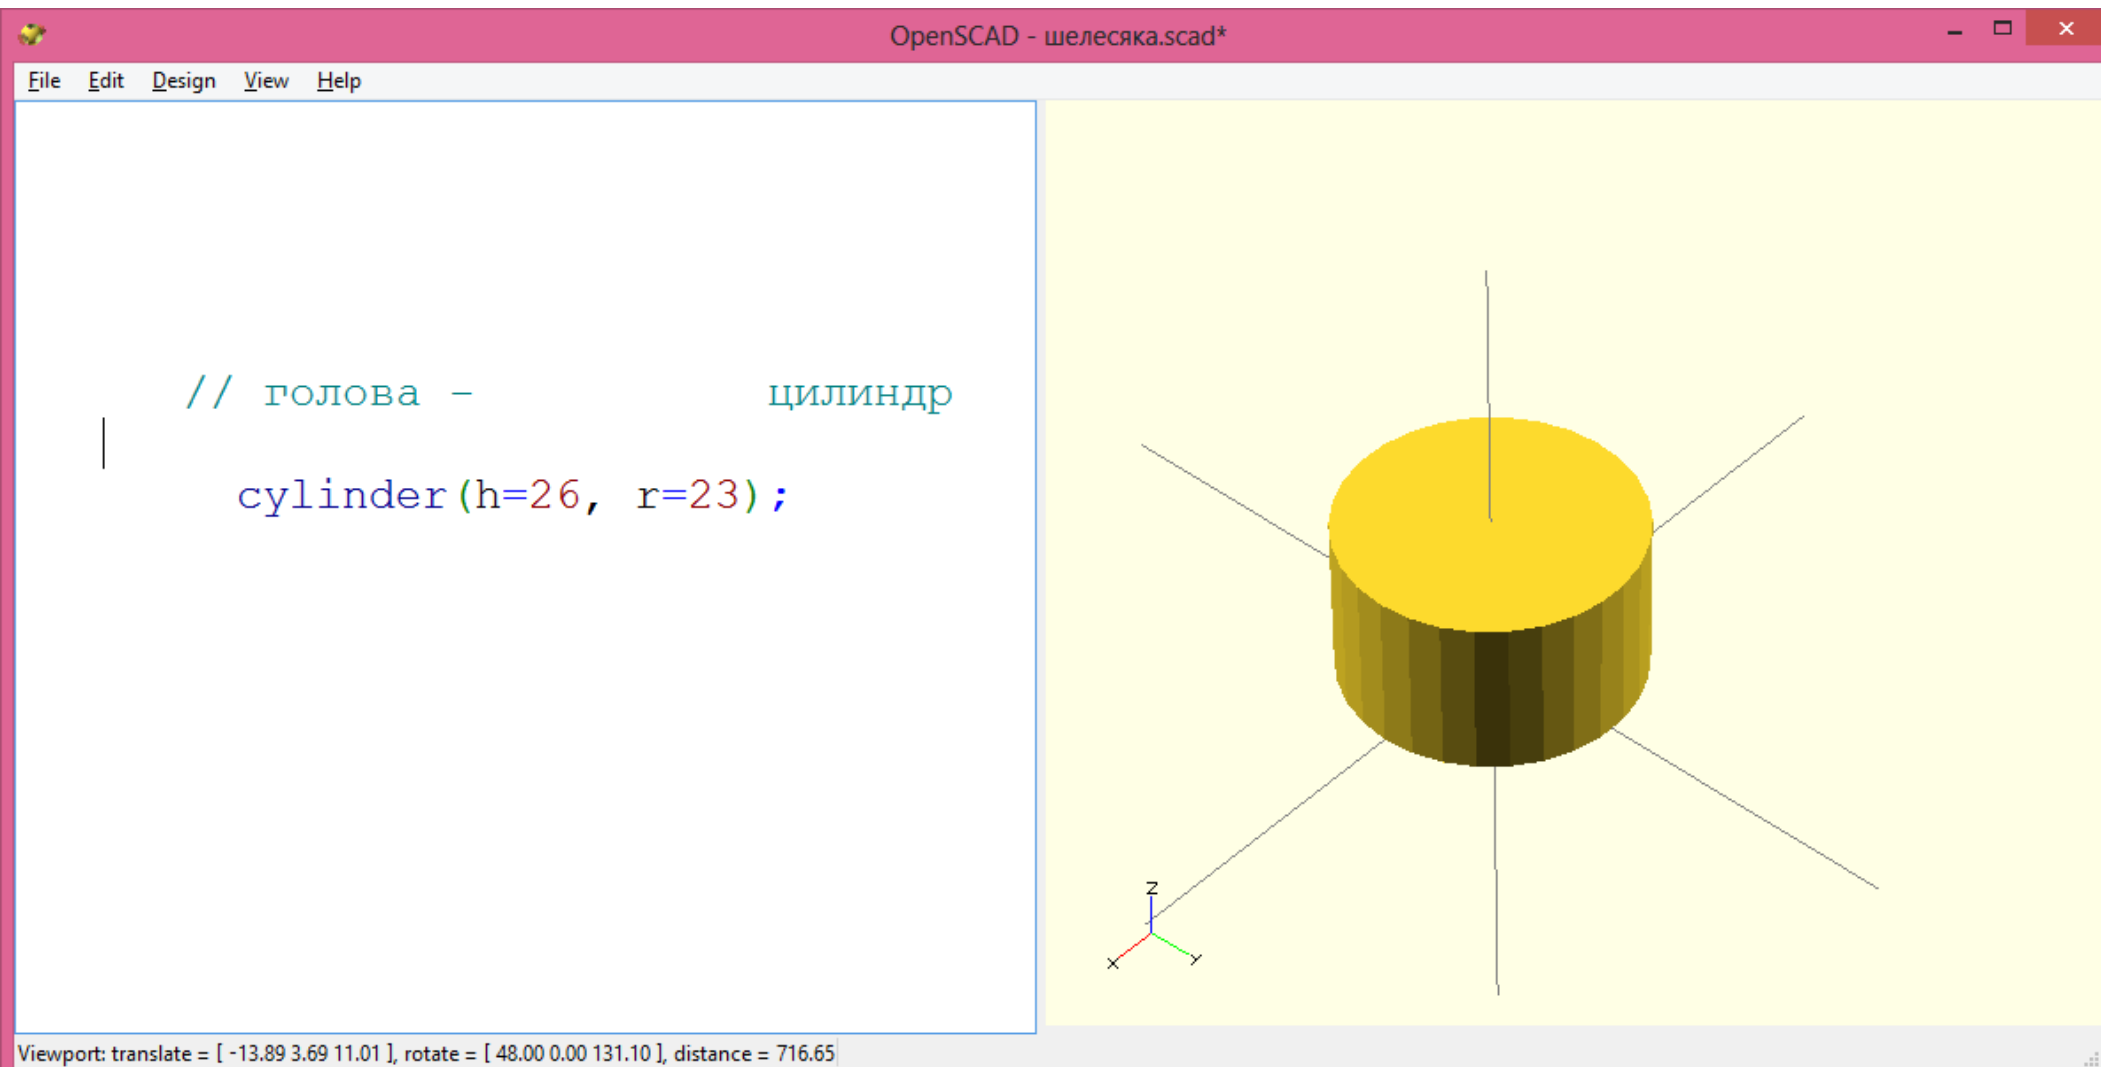 OpenSCAD - шелесяка.scad*
File Edit Design View Help
// голова - цилиндр
cylinder(h=26, r=23);
Z
X Y
Viewport: translate = [ -13.89 3.69 11.01 ], rotate = [ 48.00 0.00 131.10 ], distance = 716.65